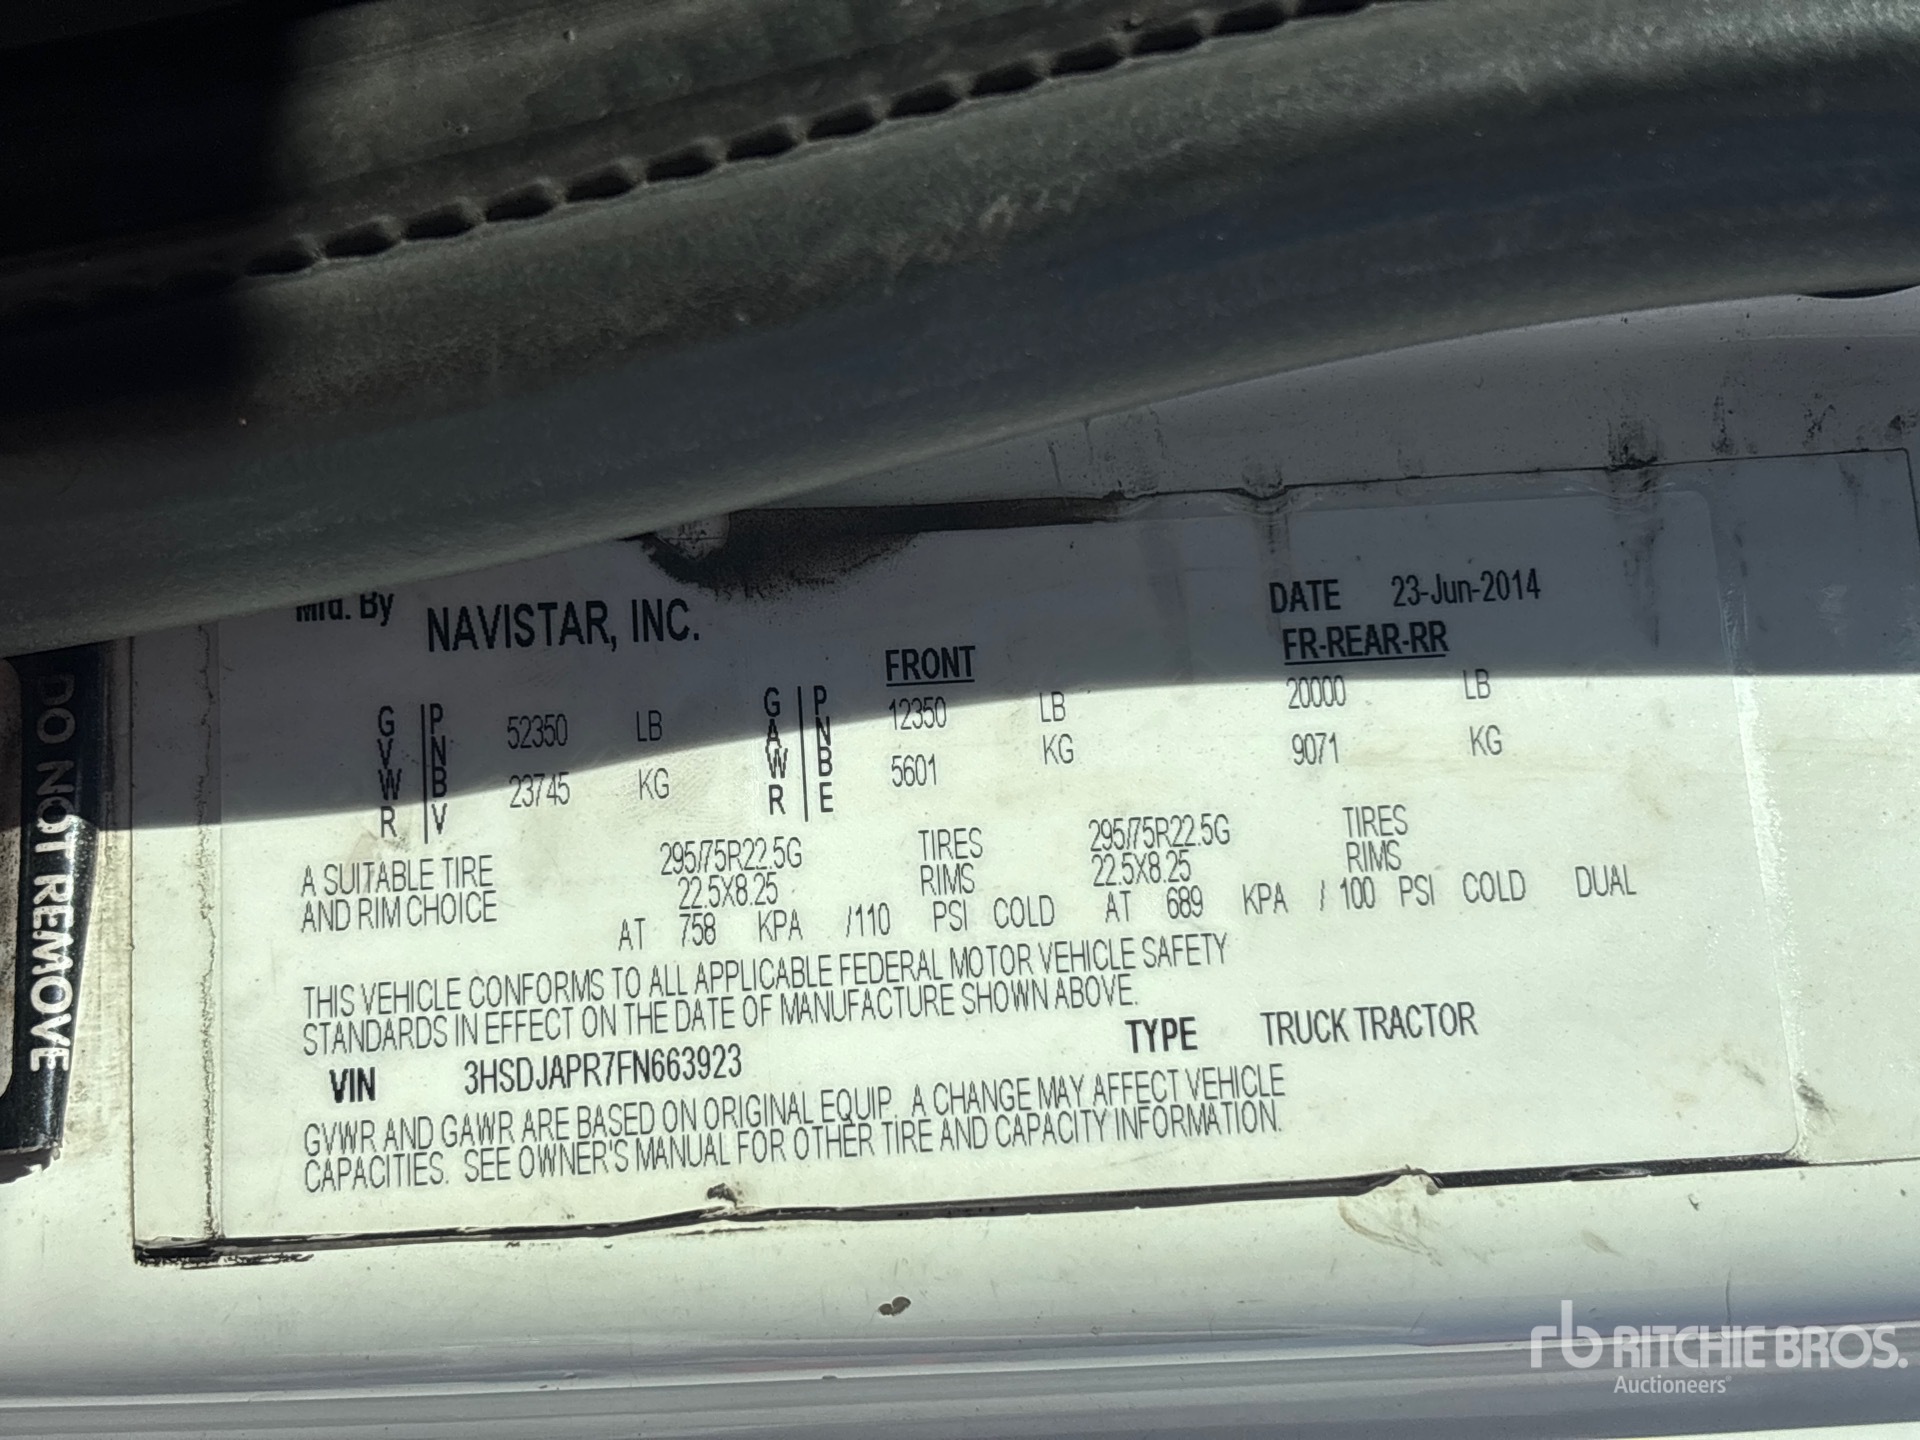 Mfd. By NAVISTAR, INC. DATE 23-Jun-2014
FRONT FR-REAR-RR
GVWR PNBV 52350 LB GAWR PNBE 12350 LB 20000 LB
23745 KG 5601 KG 9071 KG
A SUITABLE TIRE 295/75R22.5G TIRES 295/75R22.5G TIRES
AND RIM CHOICE 22.5X8.25 RIMS 22.5X8.25 RIMS
AT 758 KPA /110 PSI COLD AT 689 KPA / 100 PSI COLD DUAL
THIS VEHICLE CONFORMS TO ALL APPLICABLE FEDERAL MOTOR VEHICLE SAFETY
STANDARDS IN EFFECT ON THE DATE OF MANUFACTURE SHOWN ABOVE.
VIN 3HSDJAPR7FN663923 TYPE TRUCK TRACTOR
GVWR AND GAWR ARE BASED ON ORIGINAL EQUIP. A CHANGE MAY AFFECT VEHICLE
CAPACITIES. SEE OWNER'S MANUAL FOR OTHER TIRE AND CAPACITY INFORMATION.
DO NOT REMOVE
rb RITCHIE BROS.
Auctioneers